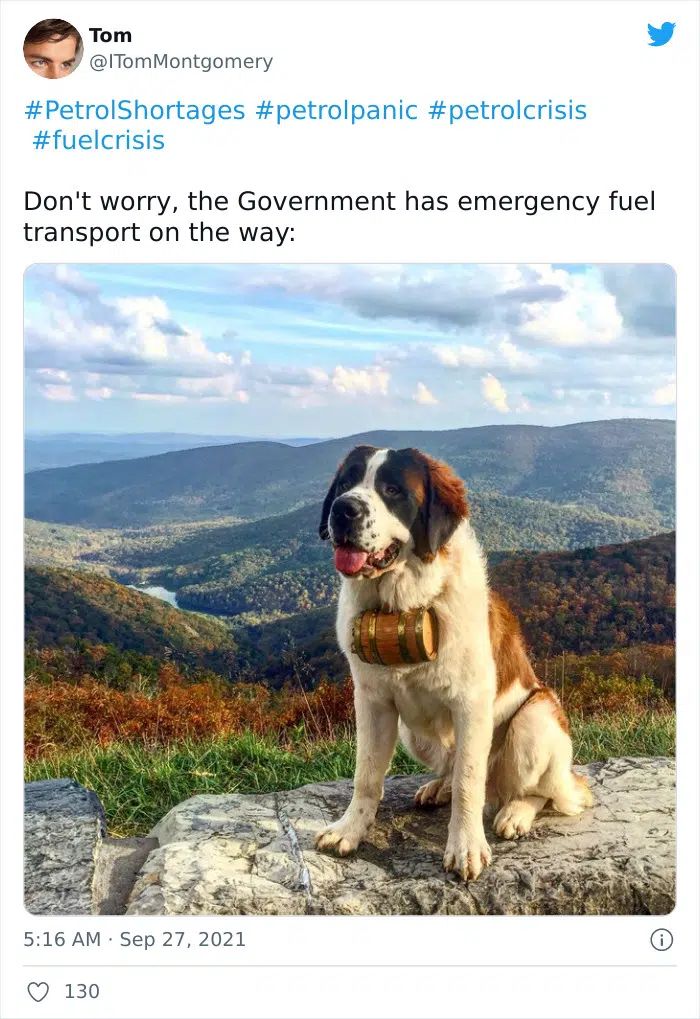 Tom
@ITomMontgomery
#PetrolShortages #petrolpanic #petrolcrisis
#fuelcrisis
Don't worry, the Government has emergency fuel
transport on the way:
5:16 AM · Sep 27, 2021
130